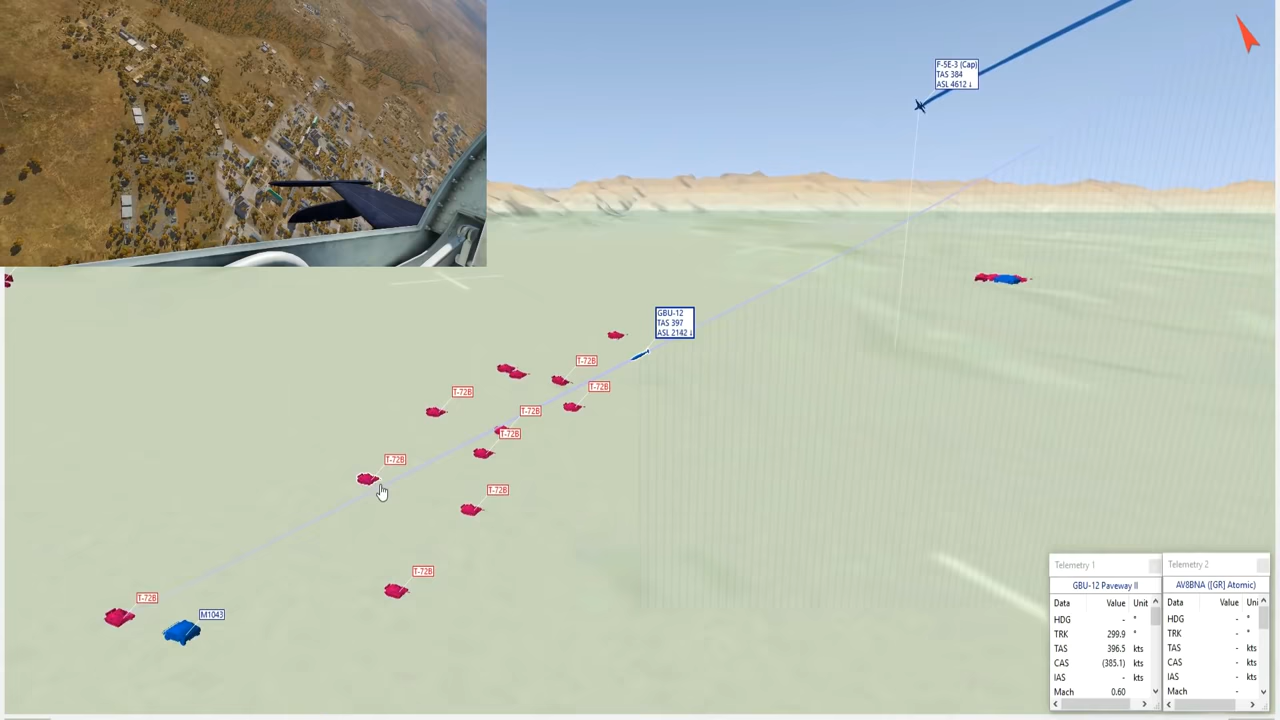 F-5E-3 (Cap)
TAS 384
ASL 4612 ↓
GBU-12
TAS 397
ASL 2142 ↓
T-72B
T-72B
T-72B
T-72B
T-72B
T-72B
T-72B
T-72B
T-72B
M1043
Telemetry 1
GBU-12 Paveway II
Data Value Unit
HDG - °
TRK 299.9 °
TAS 396.5 kts
CAS (385.1) kts
IAS - kts
Mach 0.60
Telemetry 2
AV8BNA ([GR] Atomic)
Data Value Uni
HDG - °
TRK - °
TAS - kts
CAS - kts
IAS - kts
Mach -